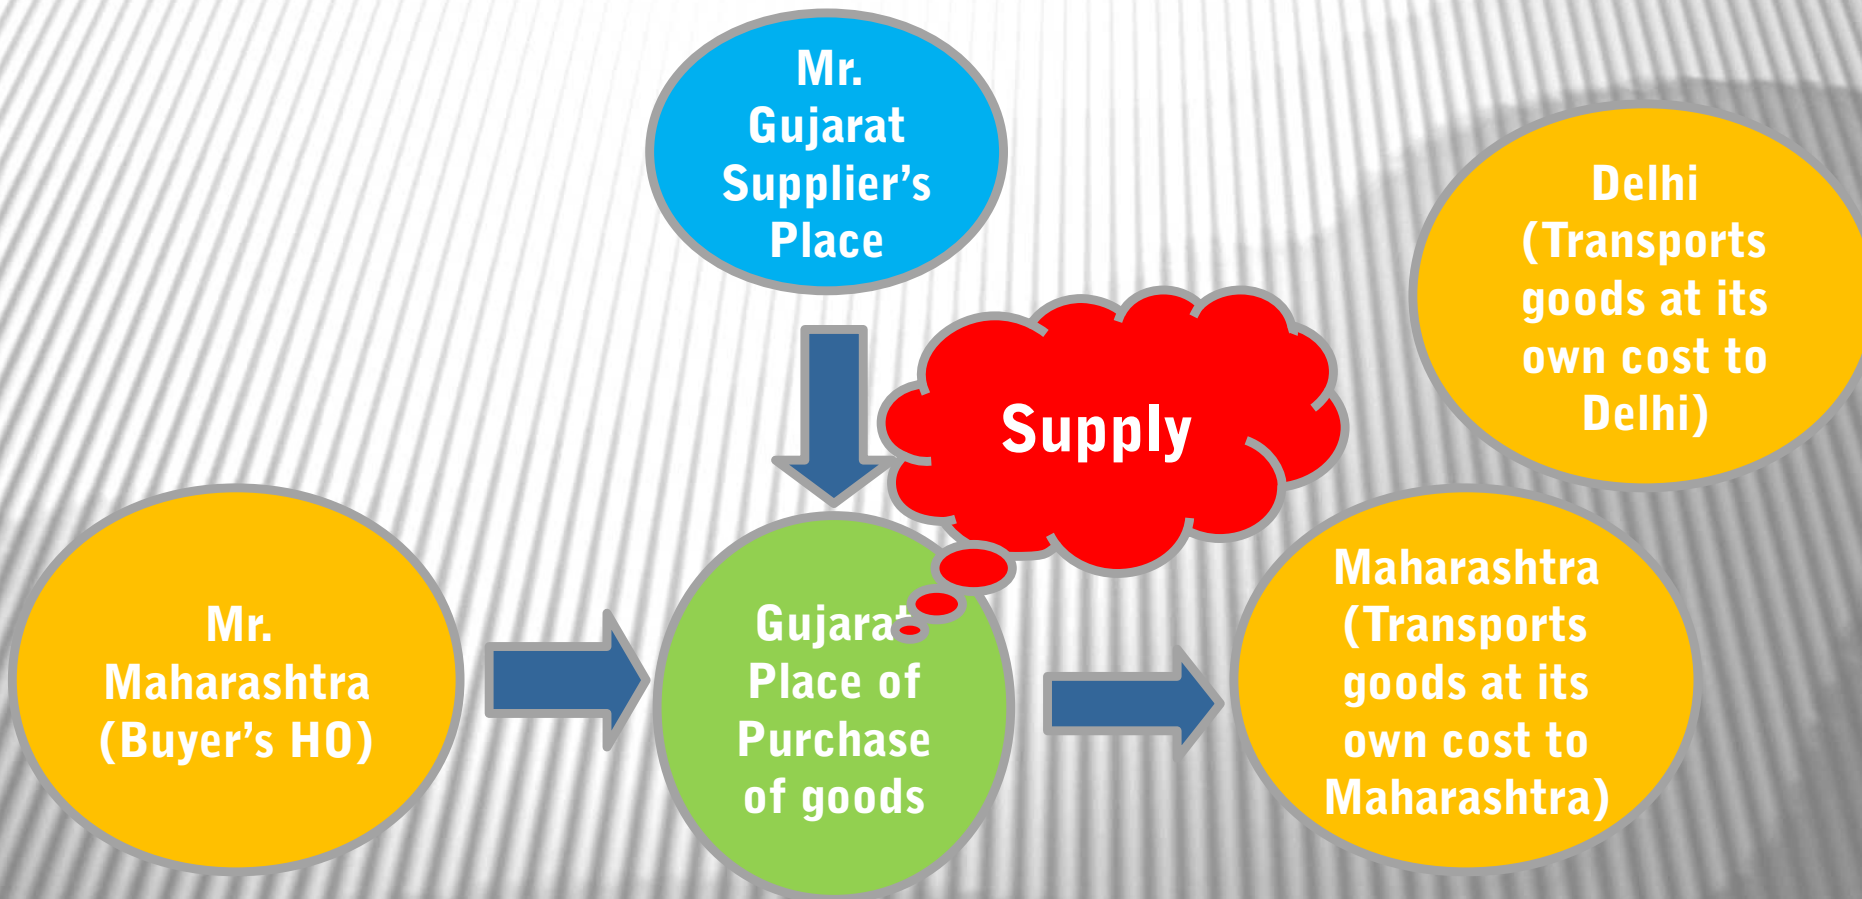 Mr.
Gujarat
Supplier’s
Place
Delhi
(Transports
goods at its
own cost to
Delhi)
Supply
Mr.
Maharashtra
(Buyer’s HO)
Gujarat
Place of
Purchase
of goods
Maharashtra
(Transports
goods at its
own cost to
Maharashtra)